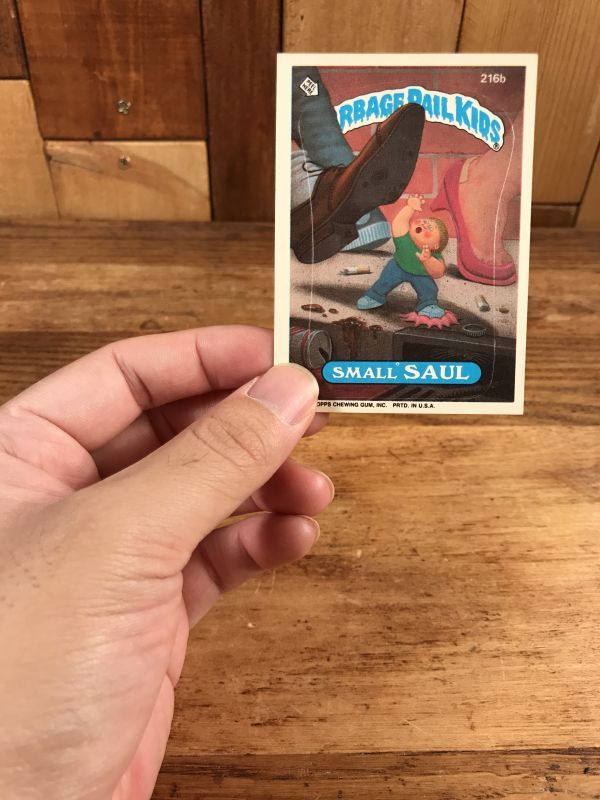 216b
RBAGE PAIL KIDS®
SMALL SAUL
OPPS CHEWING GUM, INC. PRTD. IN U.S.A.